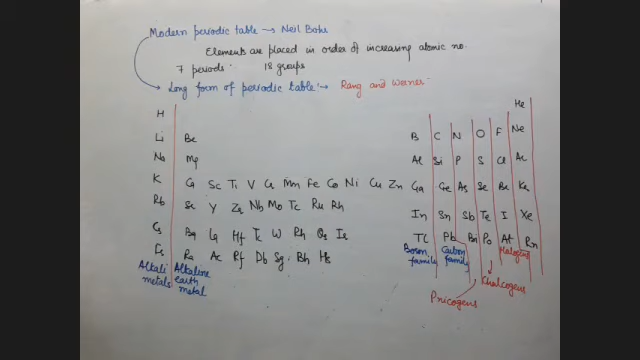 Modern periodic table → Neil Bohr
Elements are placed in order of increasing atomic no.
7 periods. 18 groups
Long form of periodic table: → Rang and Werner
He
H
Li Be B C N O F Ne
Na Mg Al Si P S Cl Ar
K Ca Sc Ti V Cr Mn Fe Co Ni Cu Zn Ga Ge As Se Br Kr
Rb Sr Y Zr Nb Mo Tc Ru Rh In Sn Sb Te I Xe
Cs Ba La Hf W Rh Os Ir Tl Pb Bi Po At Rn
Fr Ra Ac Rf Db Sg Bh Hs
Alkali metals
Alkaline earth metal
Boron family
Carbon family
Halogens
Khalcogens
Pnicogens